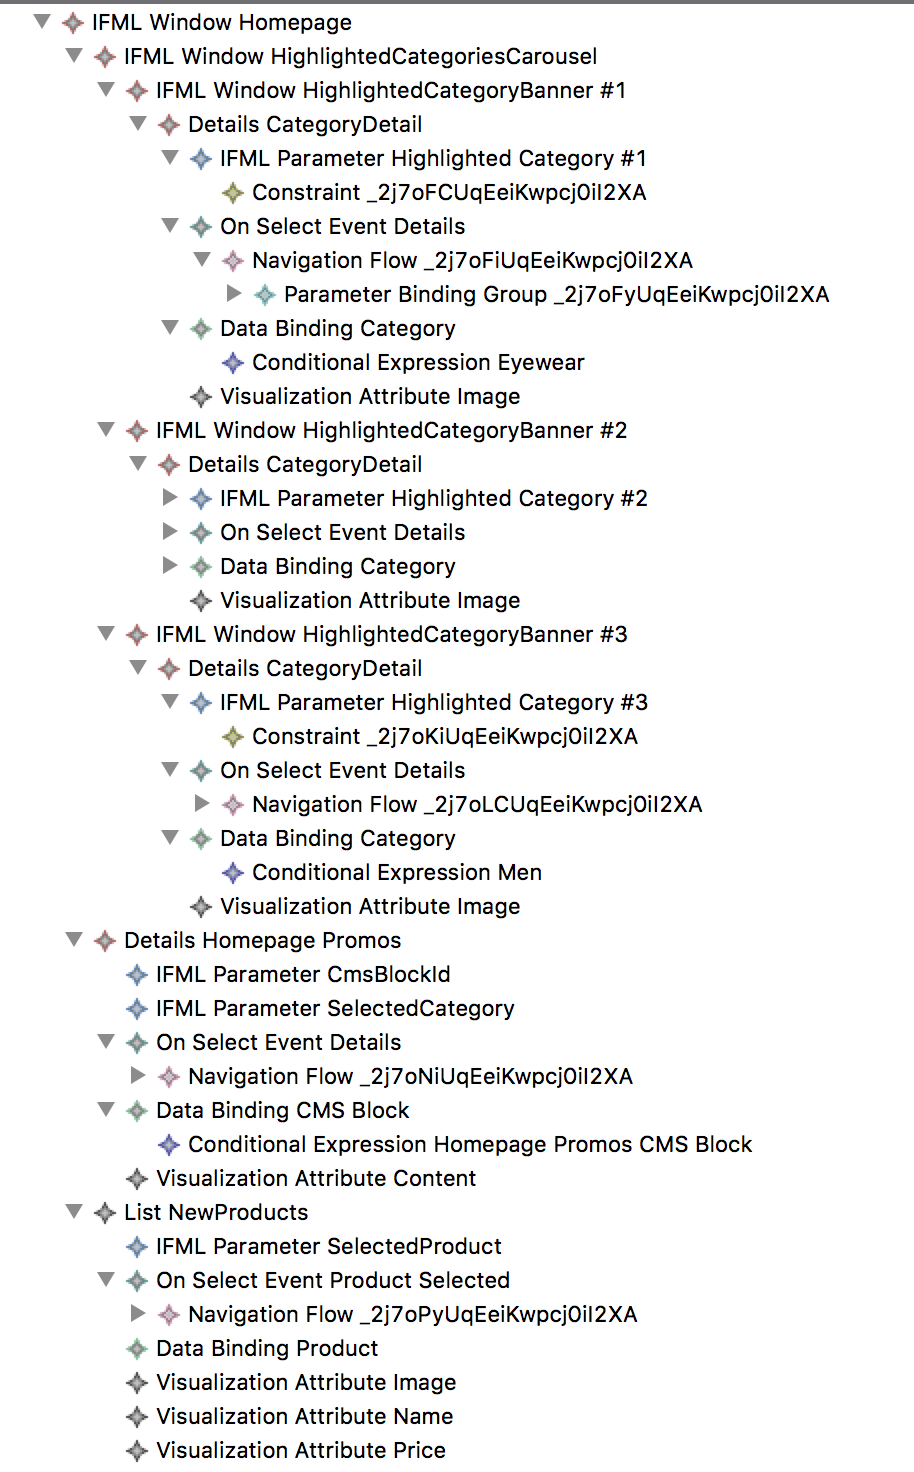 IFML Window Homepage
IFML Window HighlightedCategoriesCarousel
IFML Window HighlightedCategoryBanner #1
Details CategoryDetail
IFML Parameter Highlighted Category #1
Constraint _2j7oFCUqEeiKwpcj0iI2XA
On Select Event Details
Navigation Flow _2j7oFiUqEeiKwpcj0iI2XA
Parameter Binding Group _2j7oFyUqEeiKwpcj0iI2XA
Data Binding Category
Conditional Expression Eyewear
Visualization Attribute Image
IFML Window HighlightedCategoryBanner #2
Details CategoryDetail
IFML Parameter Highlighted Category #2
On Select Event Details
Data Binding Category
Visualization Attribute Image
IFML Window HighlightedCategoryBanner #3
Details CategoryDetail
IFML Parameter Highlighted Category #3
Constraint _2j7oKiUqEeiKwpcj0iI2XA
On Select Event Details
Navigation Flow _2j7oLCUqEeiKwpcj0iI2XA
Data Binding Category
Conditional Expression Men
Visualization Attribute Image
Details Homepage Promos
IFML Parameter CmsBlockId
IFML Parameter SelectedCategory
On Select Event Details
Navigation Flow _2j7oNiUqEeiKwpcj0iI2XA
Data Binding CMS Block
Conditional Expression Homepage Promos CMS Block
Visualization Attribute Content
List NewProducts
IFML Parameter SelectedProduct
On Select Event Product Selected
Navigation Flow _2j7oPyUqEeiKwpcj0iI2XA
Data Binding Product
Visualization Attribute Image
Visualization Attribute Name
Visualization Attribute Price